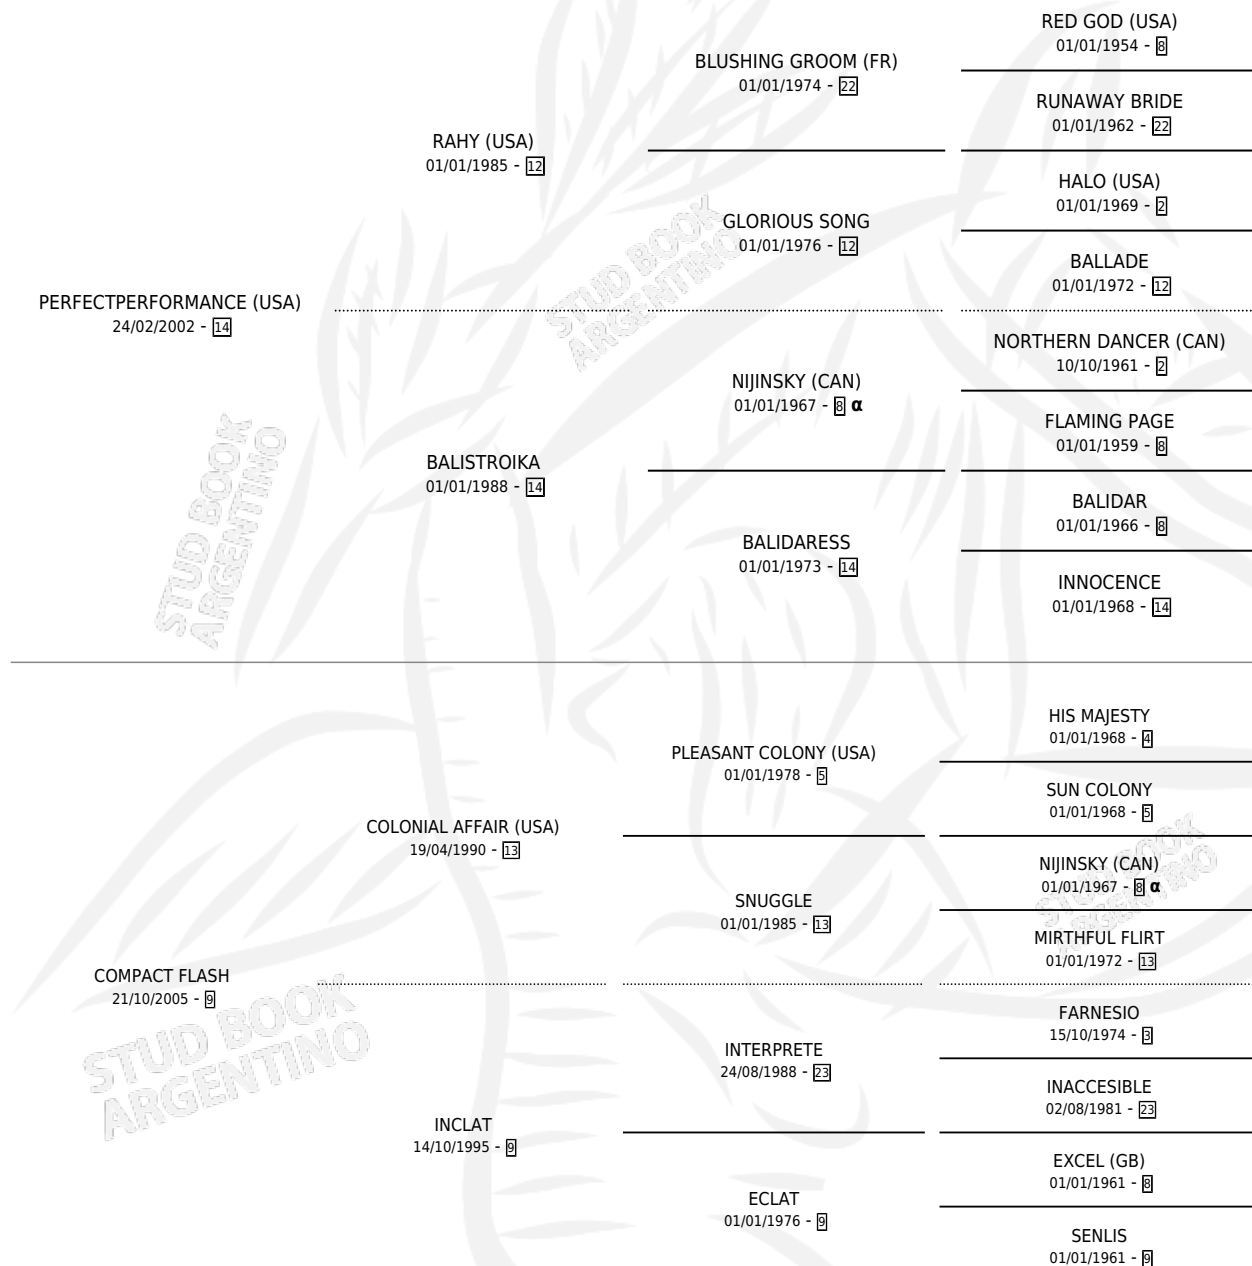 RED GOD (USA)
01/01/1954 - 8
BLUSHING GROOM (FR)
01/01/1974 - 22
RUNAWAY BRIDE
01/01/1962 - 22
RAHY (USA)
01/01/1985 - 12
HALO (USA)
01/01/1969 - 2
GLORIOUS SONG
01/01/1976 - 12
BALLADE
01/01/1972 - 12
PERFECTPERFORMANCE (USA)
24/02/2002 - 14
NORTHERN DANCER (CAN)
10/10/1961 - 2
NIJINSKY (CAN)
01/01/1967 - 8 α
FLAMING PAGE
01/01/1959 - 8
BALISTROIKA
01/01/1988 - 14
BALIDAR
01/01/1966 - 8
BALIDARESS
01/01/1973 - 14
INNOCENCE
01/01/1968 - 14
HIS MAJESTY
01/01/1968 - 4
PLEASANT COLONY (USA)
01/01/1978 - 5
SUN COLONY
01/01/1968 - 5
COLONIAL AFFAIR (USA)
19/04/1990 - 13
NIJINSKY (CAN)
01/01/1967 - 8 α
SNUGGLE
01/01/1985 - 13
MIRTHFUL FLIRT
01/01/1972 - 13
COMPACT FLASH
21/10/2005 - 9
FARNESIO
15/10/1974 - 3
INTERPRETE
24/08/1988 - 23
INACCESIBLE
02/08/1981 - 23
INCLAT
14/10/1995 - 9
EXCEL (GB)
01/01/1961 - 8
ECLAT
01/01/1976 - 9
SENLIS
01/01/1961 - 9
STUD BOOK
ARGENTINO
STUD BOOK
ARGENTINO
STUD BOOK
ARGENTINO
STUD BOOK
ARGENTINO